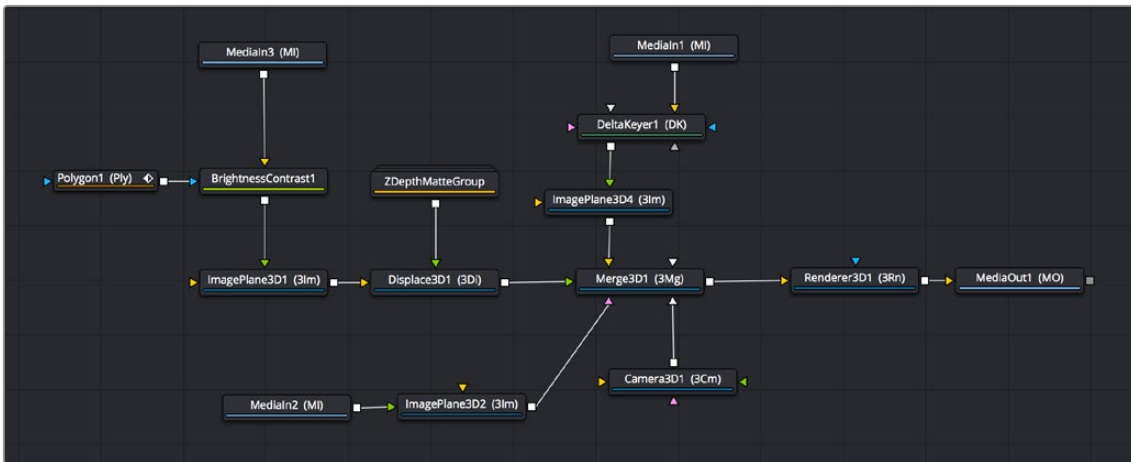 MediaIn3 (MI)
MediaIn1 (MI)
DeltaKeyer1 (DK)
Polygon1 (Ply)
BrightnessContrast1
ZDepthMatteGroup
ImagePlane3D4 (3Im)
ImagePlane3D1 (3Im)
Displace3D1 (3Di)
Merge3D1 (3Mg)
Renderer3D1 (3Rn)
MediaOut1 (MO)
Camera3D1 (3Cm)
MediaIn2 (MI)
ImagePlane3D2 (3Im)